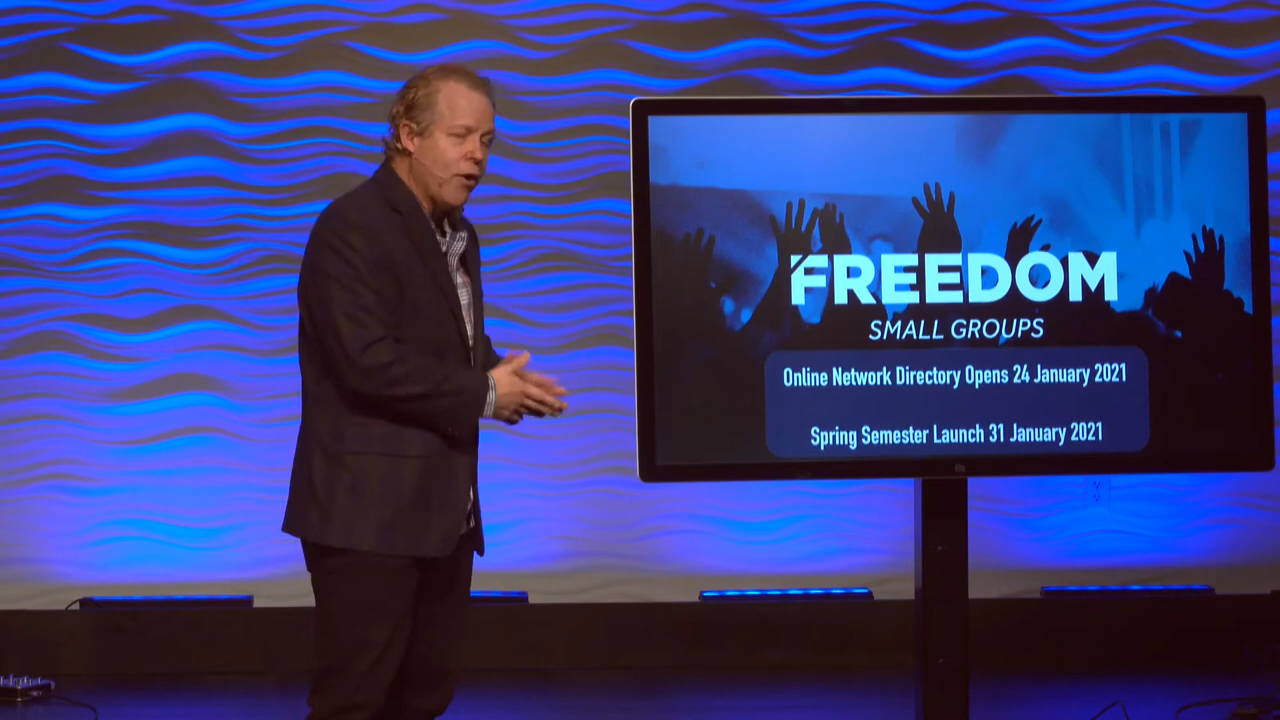 FREEDOM
SMALL GROUPS
Online Network Directory Opens 24 January 2021
Spring Semester Launch 31 January 2021